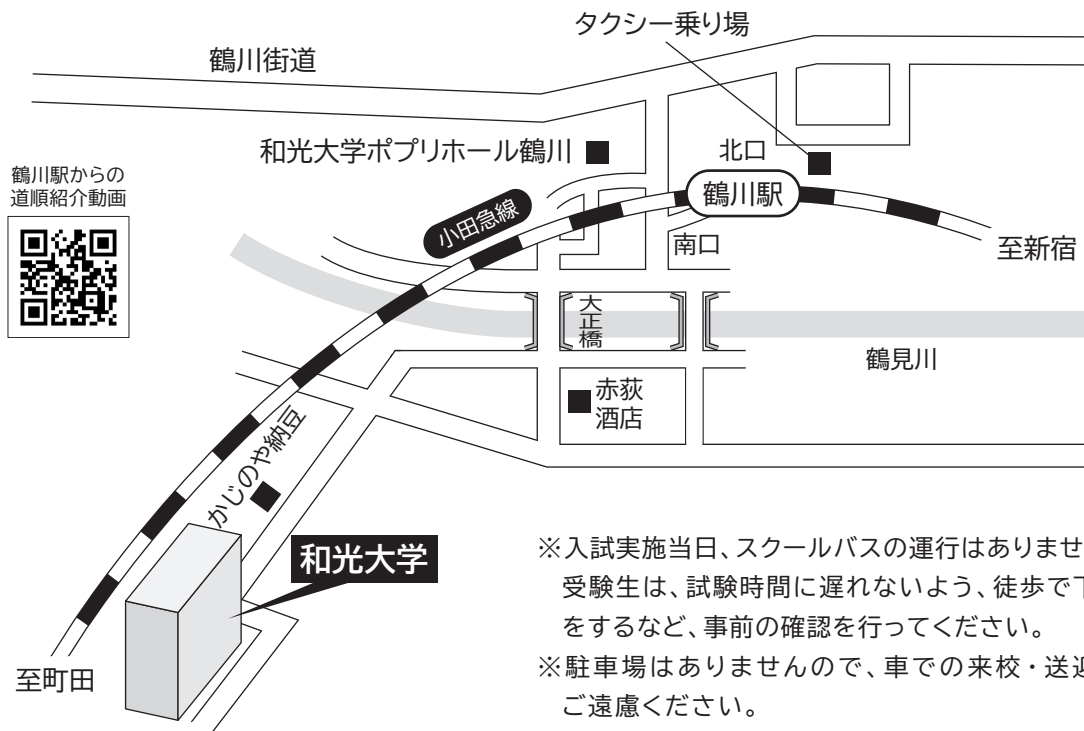 タクシー乗り場
鶴川街道
和光大学ポプリホール鶴川
北口
鶴川駅からの
道順紹介動画
鶴川駅
小田急線
南口
至新宿
大正橋
鶴見川
赤荻
酒店
かじのや納豆
和光大学
至町田
※入試実施当日、スクールバスの運行はありませ
受験生は、試験時間に遅れないよう、徒歩で下
をするなど、事前の確認を行ってください。
※駐車場はありませんので、車での来校・送迎
ご遠慮ください。